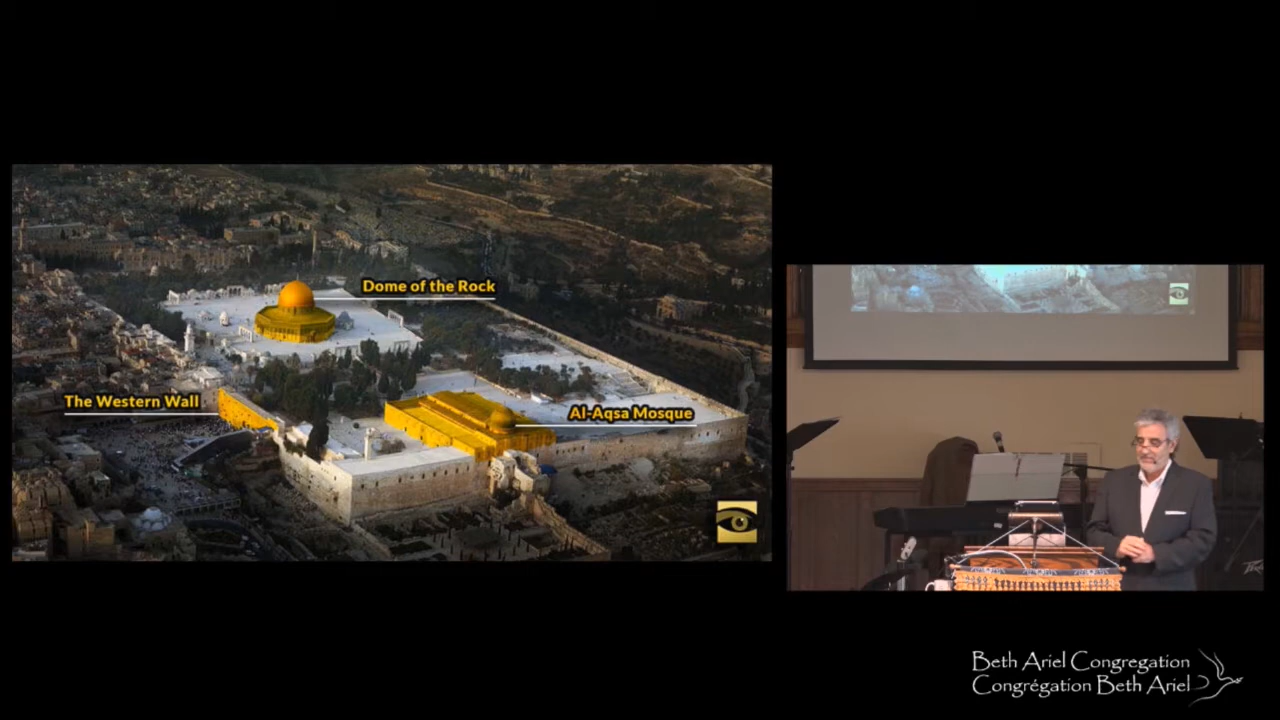 Dome of the Rock
The Western Wall
Al-Aqsa Mosque
Beth Ariel Congregation
Congrégation Beth Ariel